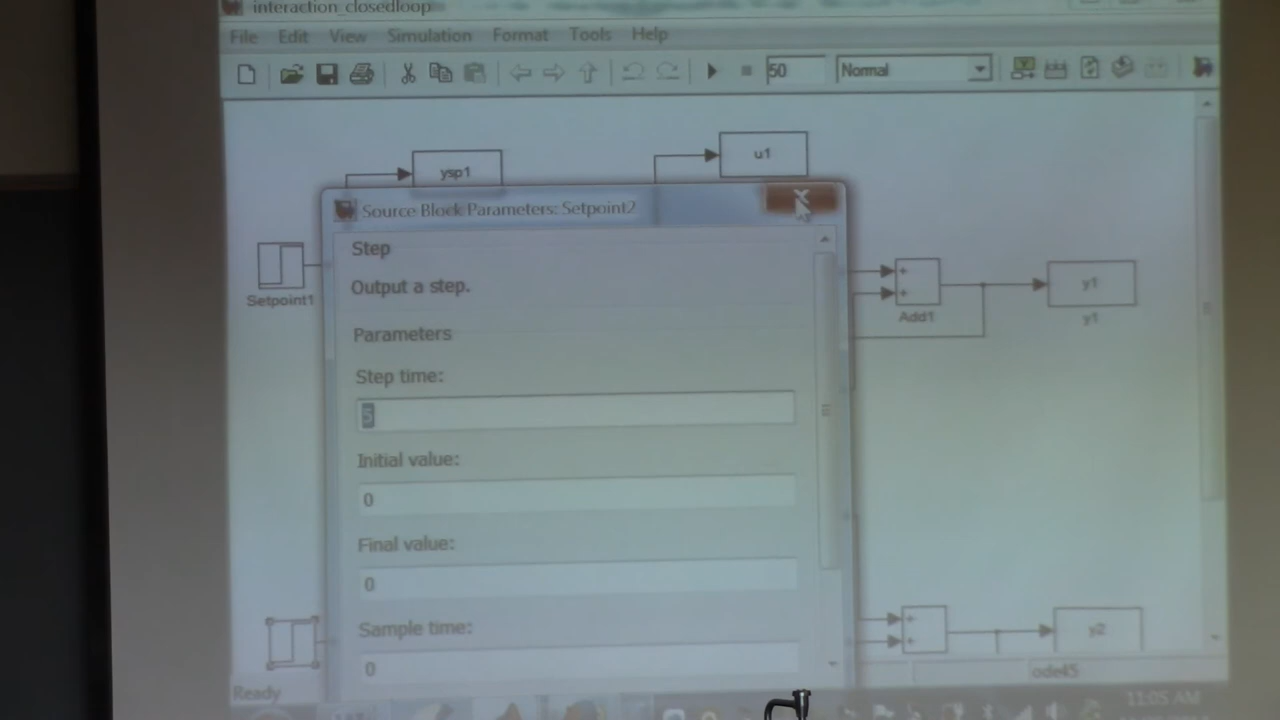 interaction_closedloop
File Edit View Simulation Format Tools Help
50 Normal
ysp1
u1
Source Block Parameters: Setpoint2
Step
Output a step.
Parameters
Step time:
5
Initial value:
0
Final value:
0
Sample time:
0
Setpoint1
+
+
Add1
y1
y1
+
+
y2
Ready
ode45
11:05 AM